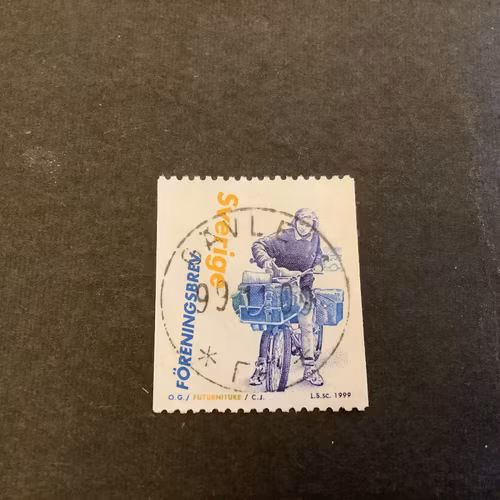 Sverige
FÖRENINGSBREV
O.G./ FUTURNITURE / C.J.
L.S.sc. 1999